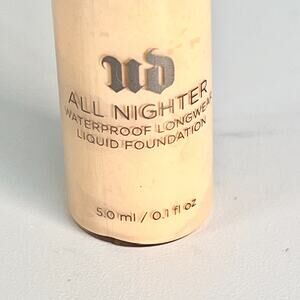 UD
ALL NIGHTER
WATERPROOF LONGWEAR
LIQUID FOUNDATION
5.0 ml / 0.1 fl oz